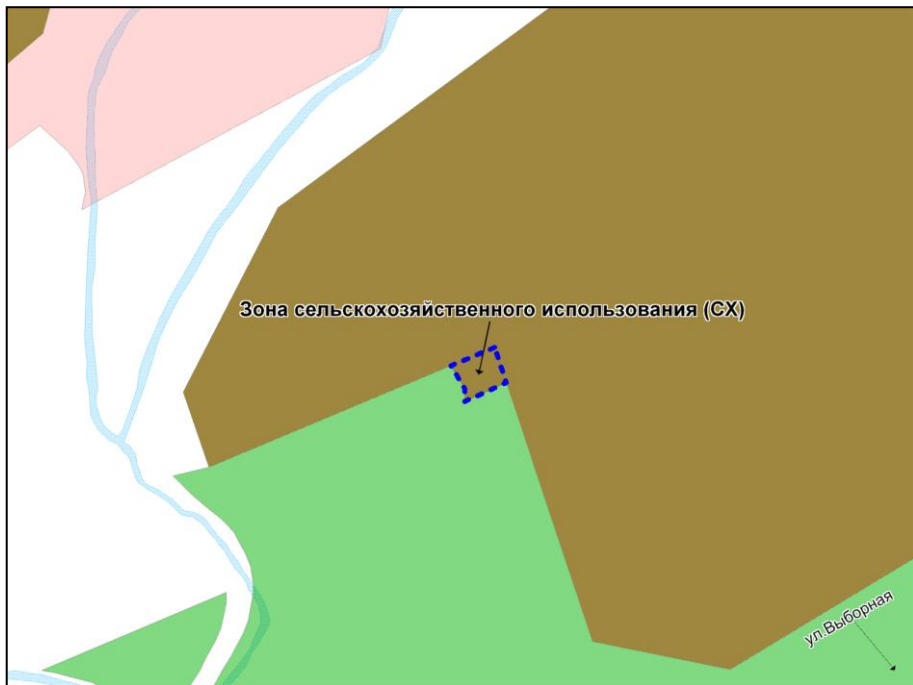 Зона сельскохозяйственного использования (СХ)
ул.Выборная